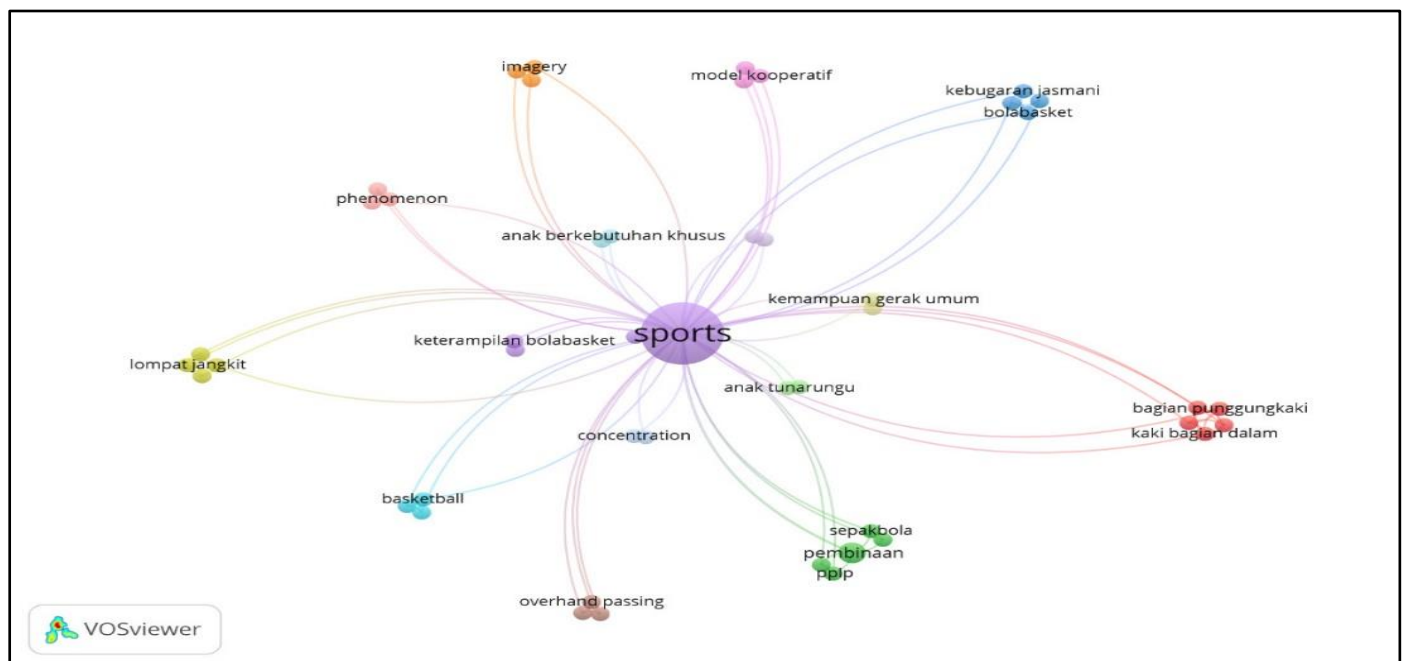 imagery
model kooperatif
kebugaran jasmani
bolabasket
phenomenon
anak berkebutuhan khusus
kemampuan gerak umum
sports
keterampilan bolabasket
lompat jangkit
anak tunarungu
bagian punggungkaki
kaki bagian dalam
concentration
basketball
sepakbola
pembinaan
pplp
overhand passing
VOSviewer